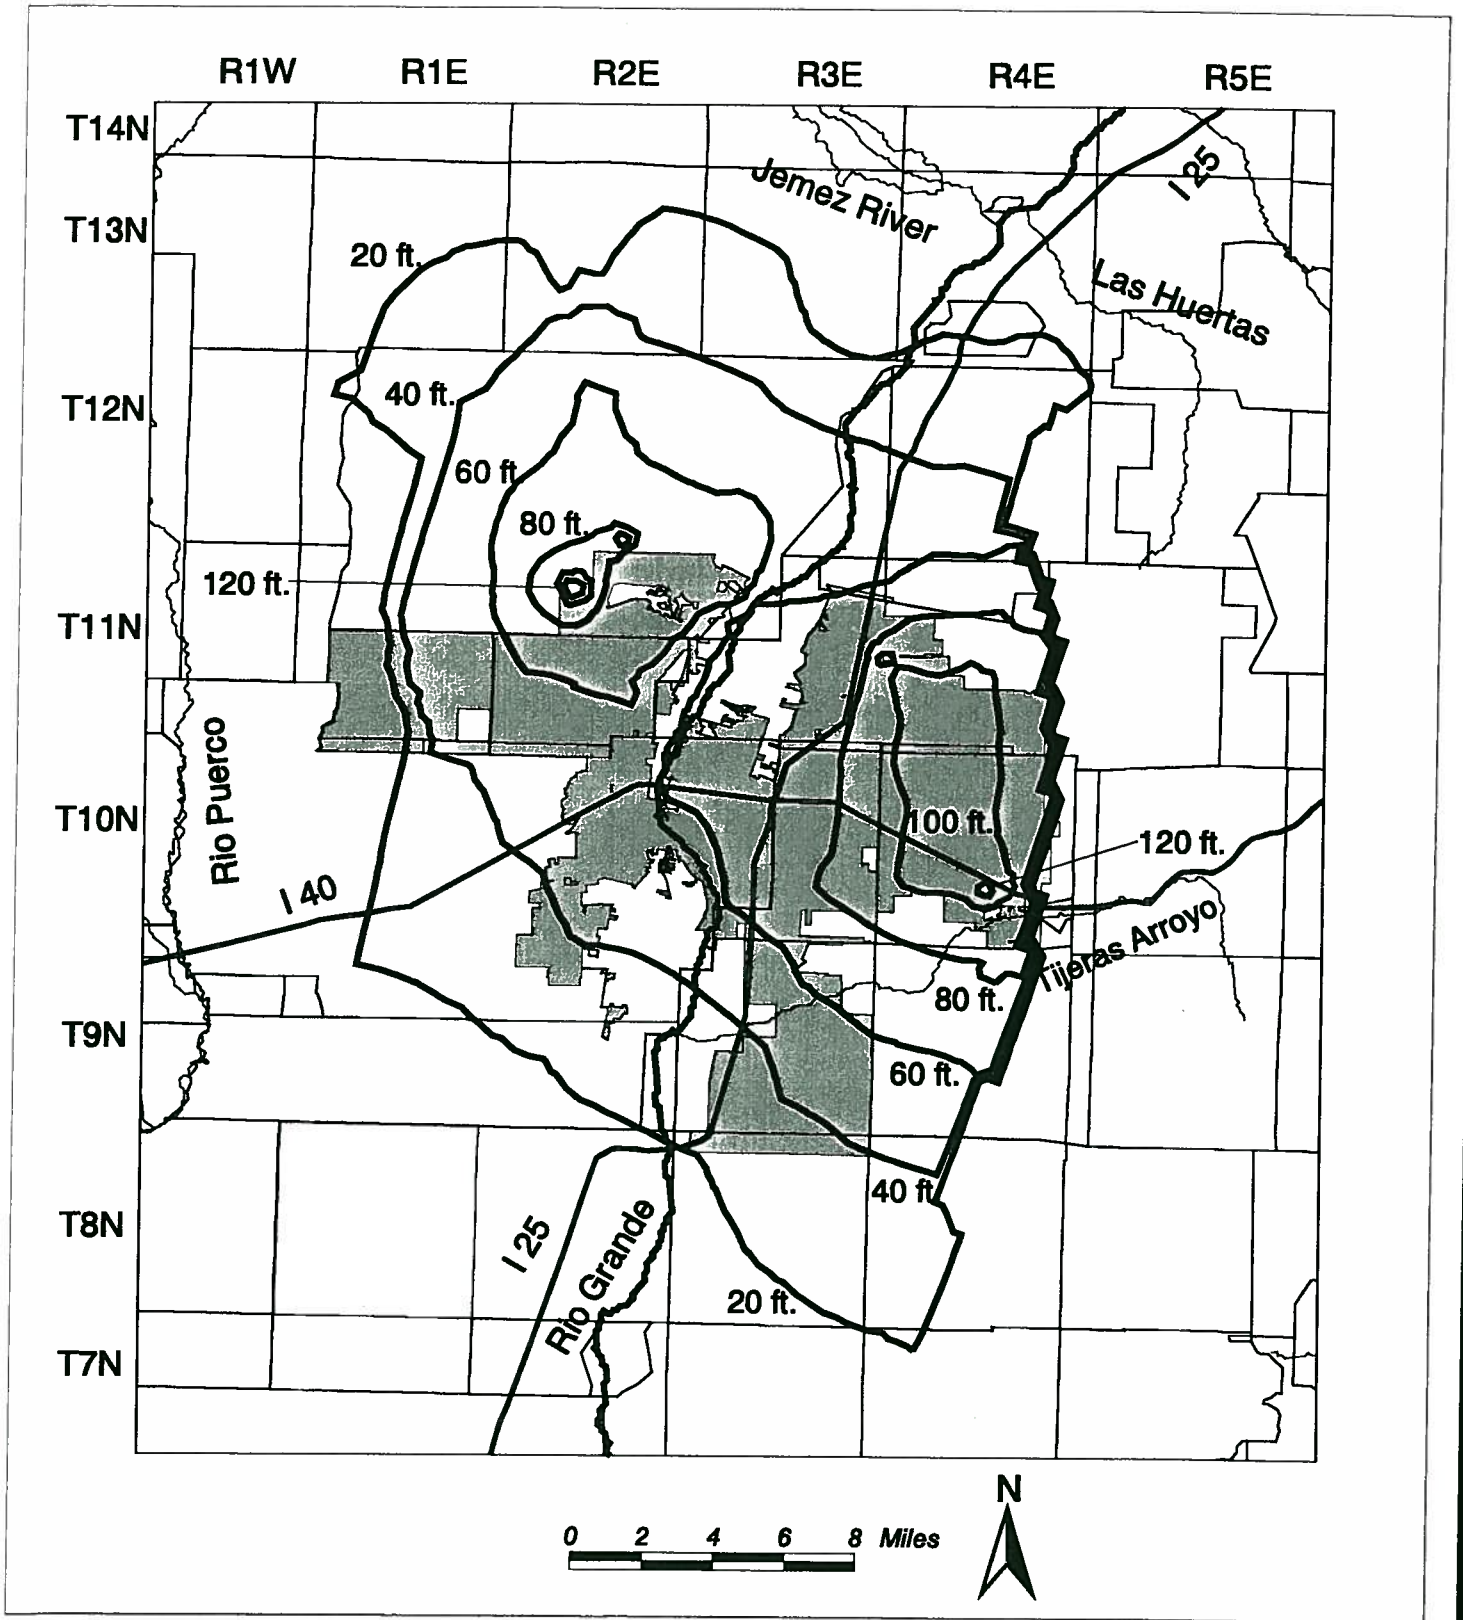 R1W R1E R2E R3E R4E R5E
T14N
I 25
Jemez River
T13N
20 ft.
Las Huertas
40 ft.
T12N
60 ft.
80 ft.
120 ft.
T11N
Rio Puerco
T10N
100 ft.
120 ft.
I 40
Tijeras Arroyo
80 ft.
T9N
60 ft.
40 ft.
T8N
I 25
Rio Grande
20 ft.
T7N
N
0 2 4 6 8 Miles